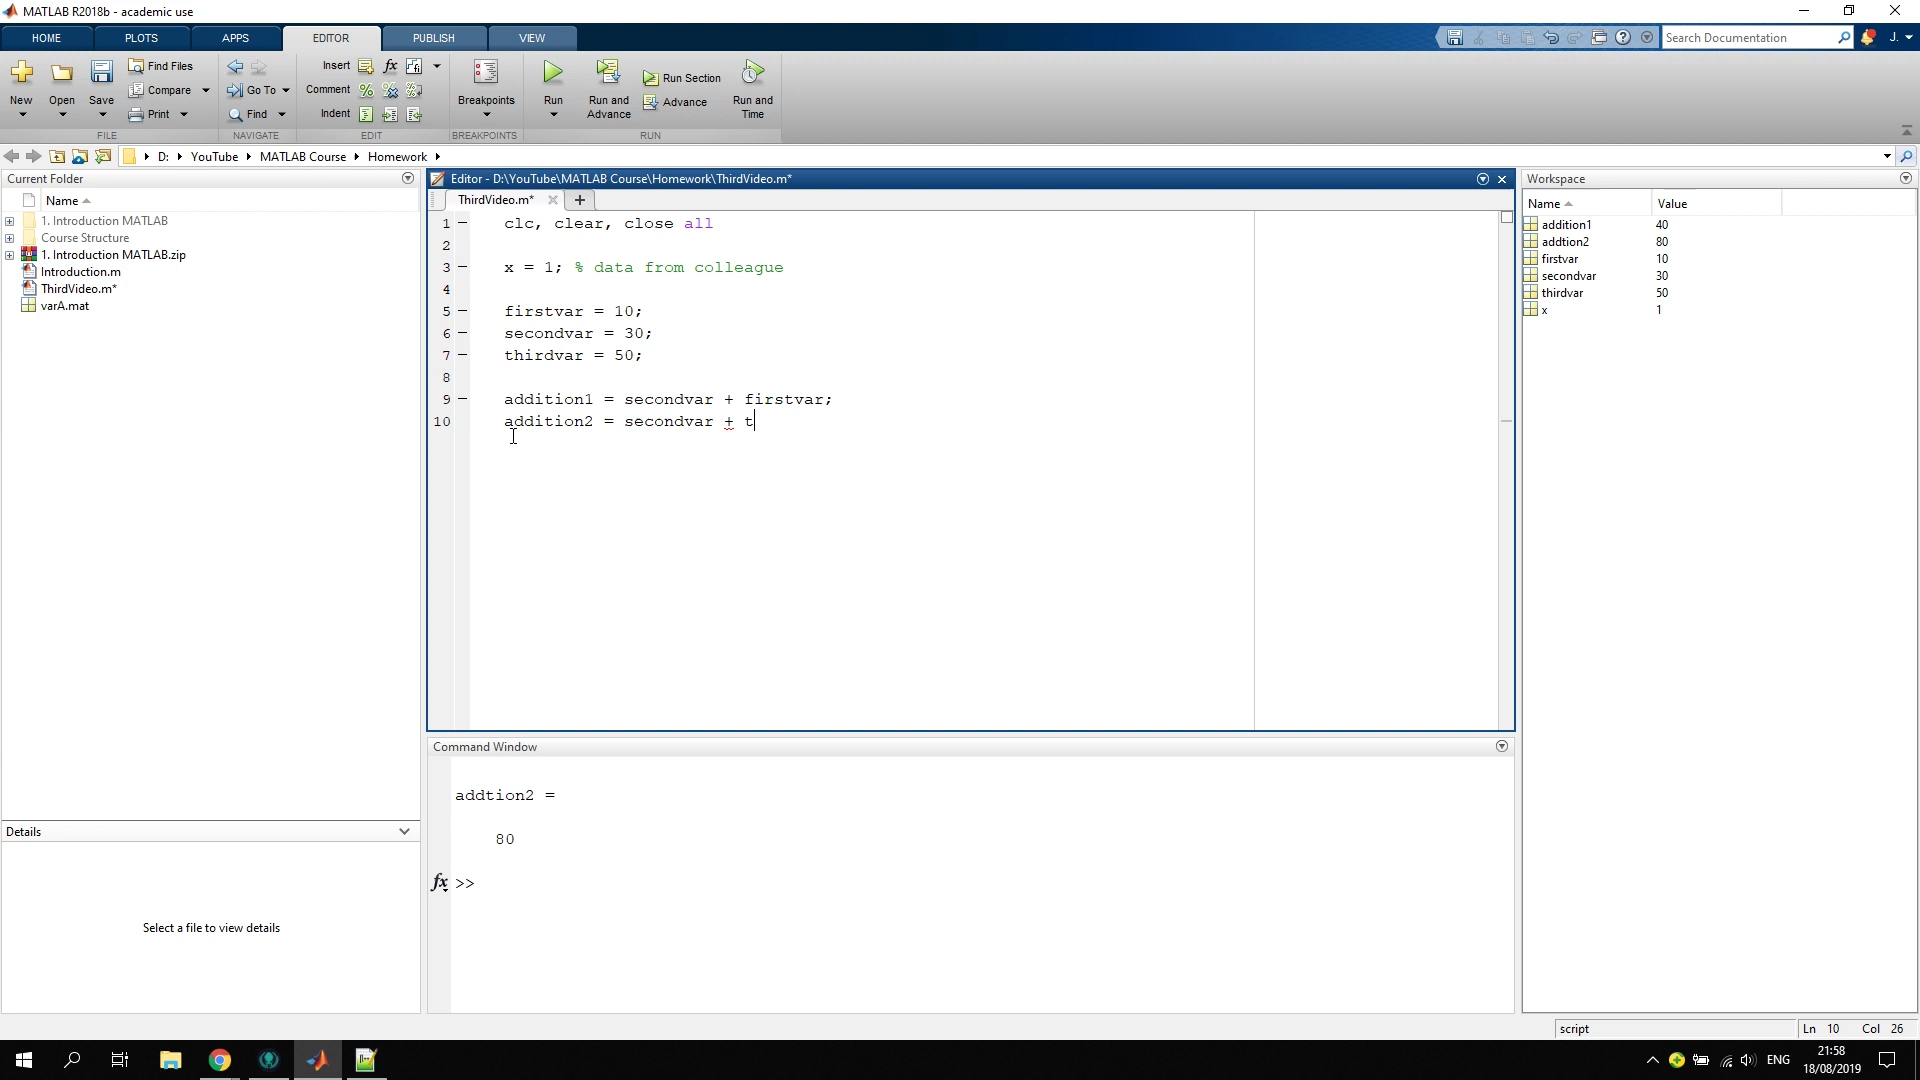 MATLAB R2018b - academic use
HOME PLOTS APPS EDITOR PUBLISH VIEW Search Documentation J.
New Open Save Find Files Compare Print
FILE
Go To Find
NAVIGATE
Insert fx
Comment
Indent
EDIT
Breakpoints
BREAKPOINTS
Run Run and Advance Run Section Advance Run and Time
RUN
D: YouTube MATLAB Course Homework
Current Folder
Name
1. Introduction MATLAB
Course Structure
1. Introduction MATLAB.zip
Introduction.m
ThirdVideo.m*
varA.mat
Details
Select a file to view details
Editor - D:\YouTube\MATLAB Course\Homework\ThirdVideo.m*
ThirdVideo.m* +
1 – clc, clear, close all
2
3 – x = 1; % data from colleague
4
5 – firstvar = 10;
6 – secondvar = 30;
7 – thirdvar = 50;
8
9 – addition1 = secondvar + firstvar;
10 addition2 = secondvar + t
Command Window
addtion2 =
80
fx >>
Workspace
Name Value
addition1 40
addtion2 80
firstvar 10
secondvar 30
thirdvar 50
x 1
script Ln 10 Col 26
ENG 21:58
18/08/2019